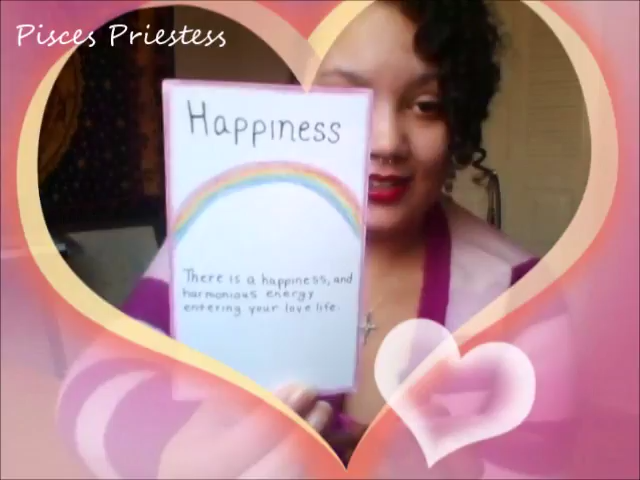 Pisces Priestess
Happiness
There is a happiness, and
harmonious energy
entering your love life.